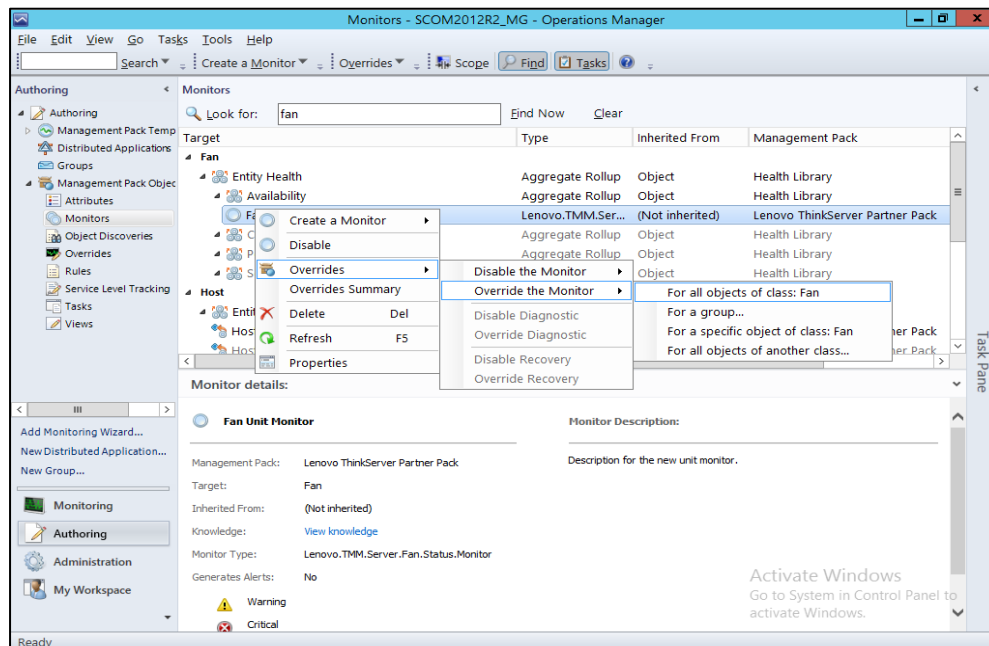 Monitors - SCOM2012R2_MG - Operations Manager
File Edit View Go Tasks Tools Help
Search Create a Monitor Overrides Scope Find Tasks
Authoring
Monitors
Look for: fan Find Now Clear
Authoring
Management Pack Temp
Distributed Applications
Groups
Management Pack Objec
Attributes
Monitors
Object Discoveries
Overrides
Rules
Service Level Tracking
Tasks
Views
Target Type Inherited From Management Pack
Fan
Entity Health Aggregate Rollup Object Health Library
Availability Aggregate Rollup Object Health Library
Fa Lenovo.TMM.Ser... (Not inherited) Lenovo ThinkServer Partner Pack
C Aggregate Rollup Object Health Library
P Aggregate Rollup Object Health Library
S Object Health Library
Host
Entit
Hos ner Pack
Hos ner Pack
Create a Monitor
Disable
Overrides
Overrides Summary
Delete Del
Refresh F5
Properties
Disable the Monitor
Override the Monitor
Disable Diagnostic
Override Diagnostic
Disable Recovery
Override Recovery
For all objects of class: Fan
For a group...
For a specific object of class: Fan
For all objects of another class...
Task Pane
Monitor details:
Fan Unit Monitor
Monitor Description:
Management Pack: Lenovo ThinkServer Partner Pack
Description for the new unit monitor.
Target: Fan
Inherited From: (Not inherited)
Knowledge: View knowledge
Monitor Type: Lenovo.TMM.Server.Fan.Status.Monitor
Generates Alerts: No
Warning
Critical
Add Monitoring Wizard...
New Distributed Application...
New Group...
Monitoring
Authoring
Administration
My Workspace
Activate Windows
Go to System in Control Panel to
activate Windows.
Ready